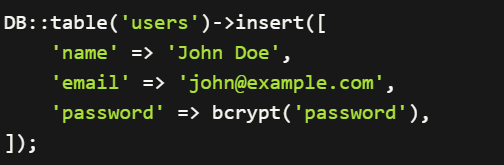 DB::table('users')->insert([
    'name' => 'John Doe',
    'email' => 'john@example.com',
    'password' => bcrypt('password'),
]);